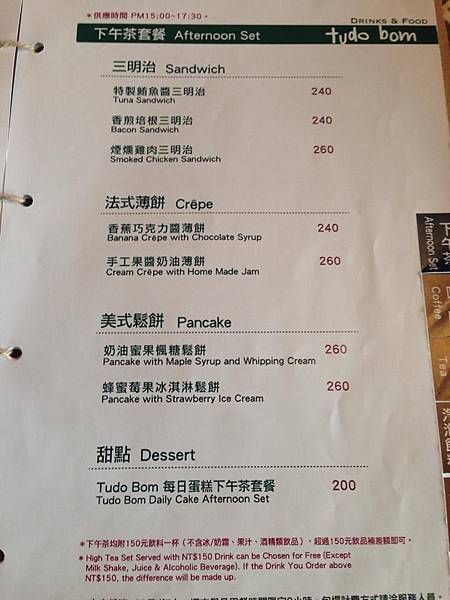 ＊供應時間 PM15:00~17:30。
DRINKS & FOOD
下午茶套餐 Afternoon Set
tudo bom
三明治 Sandwich
特製鮪魚醬三明治 240
Tuna Sandwich
香煎培根三明治 240
Bacon Sandwich
煙燻雞肉三明治 260
Smoked Chicken Sandwich
法式薄餅 Crêpe
香蕉巧克力醬薄餅 240
Banana Crêpe with Chocolate Syrup
手工果醬奶油薄餅 260
Cream Crêpe with Home Made Jam
美式鬆餅 Pancake
奶油蜜果楓糖鬆餅 260
Pancake with Maple Syrup and Whipping Cream
蜂蜜莓果冰淇淋鬆餅 260
Pancake with Strawberry Ice Cream
甜點 Dessert
Tudo Bom 每日蛋糕下午茶套餐 200
Tudo Bom Daily Cake Afternoon Set
＊下午茶均附150元飲料一杯（不含冰/奶霜、果汁、酒精類飲品），超過150元飲品補差額即可。
＊High Tea Set Served with NT$150 Drink can be Chosen for Free (Except
Milk Shake, Juice & Alcoholic Beverage). If the Drink You Order above
NT$150, the difference will be made up.
下午茶
Afternoon Set
Coffee
Tea